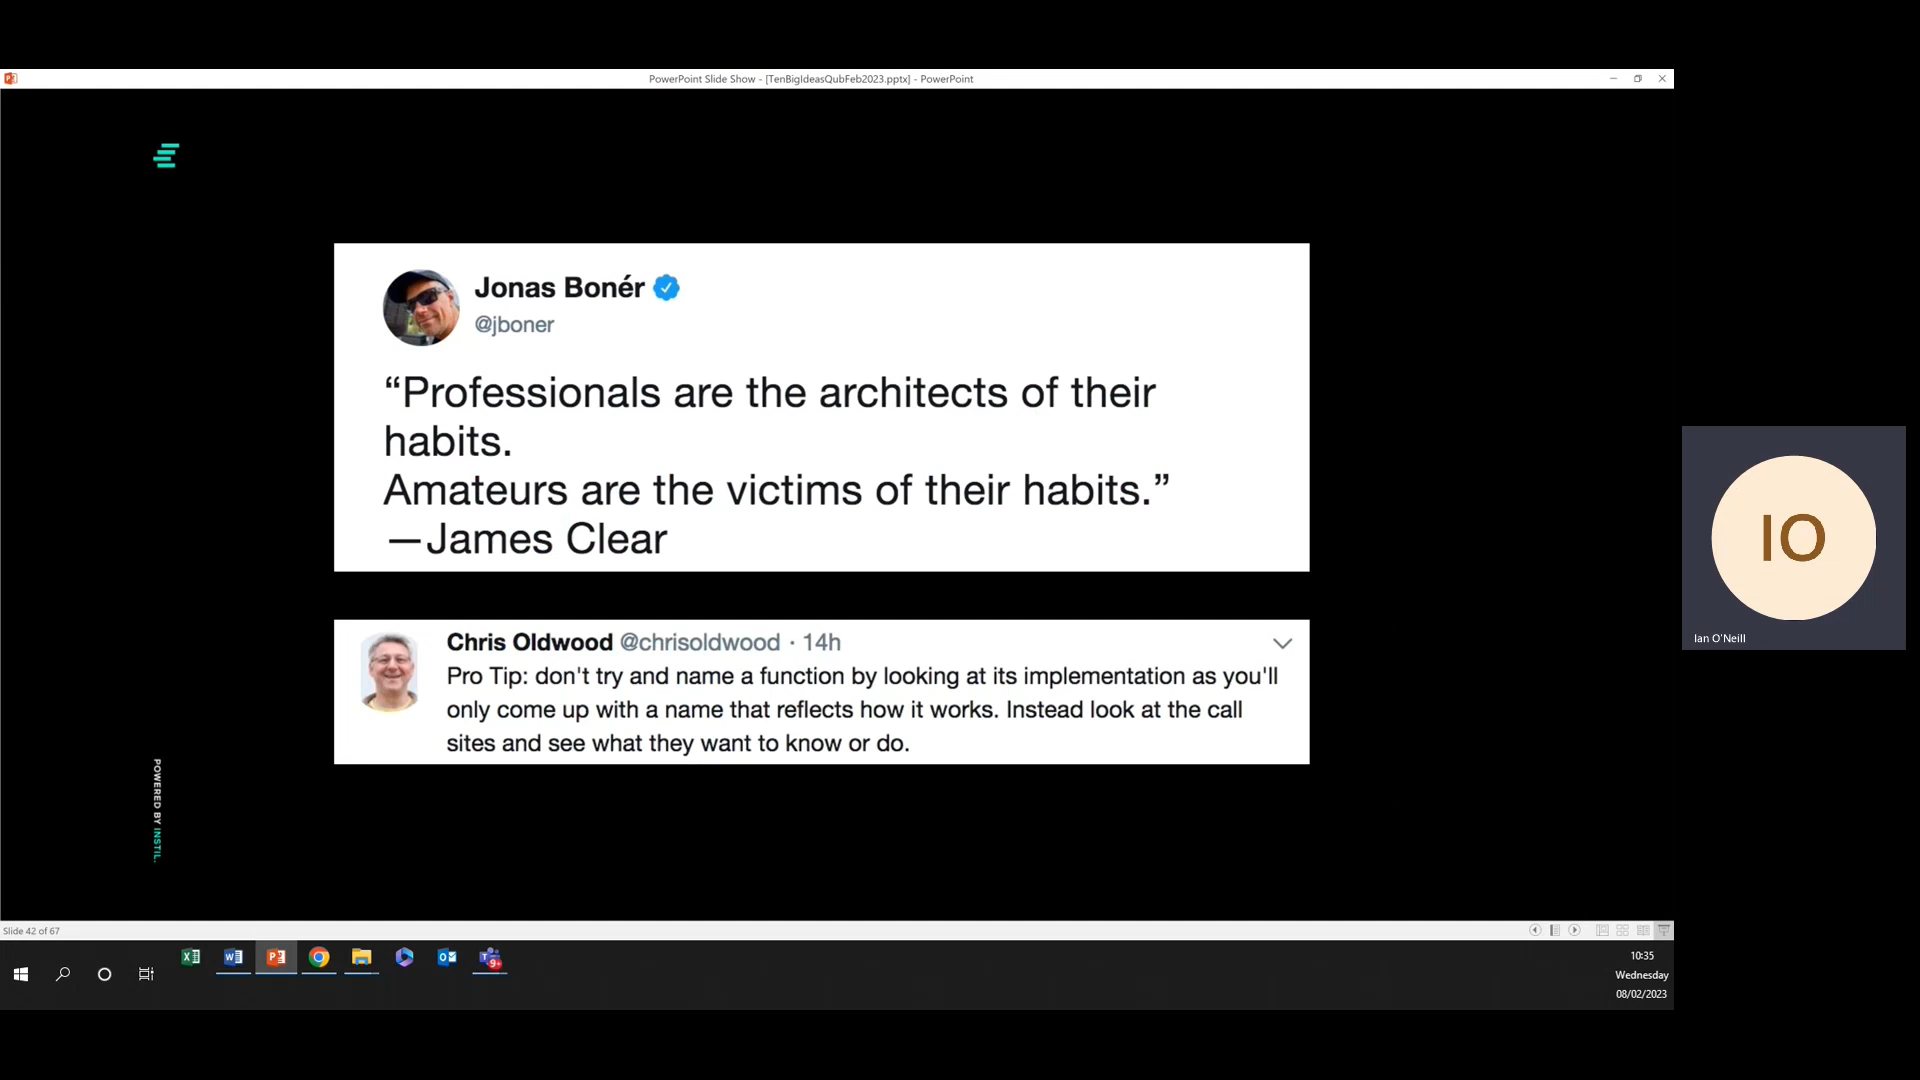 PowerPoint Slide Show - [TenBigIdeasQubFeb2023.pptx] - PowerPoint
Jonas Bonér
@jboner
“Professionals are the architects of their
habits.
Amateurs are the victims of their habits.”
—James Clear
Chris Oldwood @chrisoldwood · 14h
Pro Tip: don't try and name a function by looking at its implementation as you'll
only come up with a name that reflects how it works. Instead look at the call
sites and see what they want to know or do.
POWERED BY INSTIL.
IO
Ian O'Neill
Slide 42 of 67
9+
10:35
Wednesday
08/02/2023